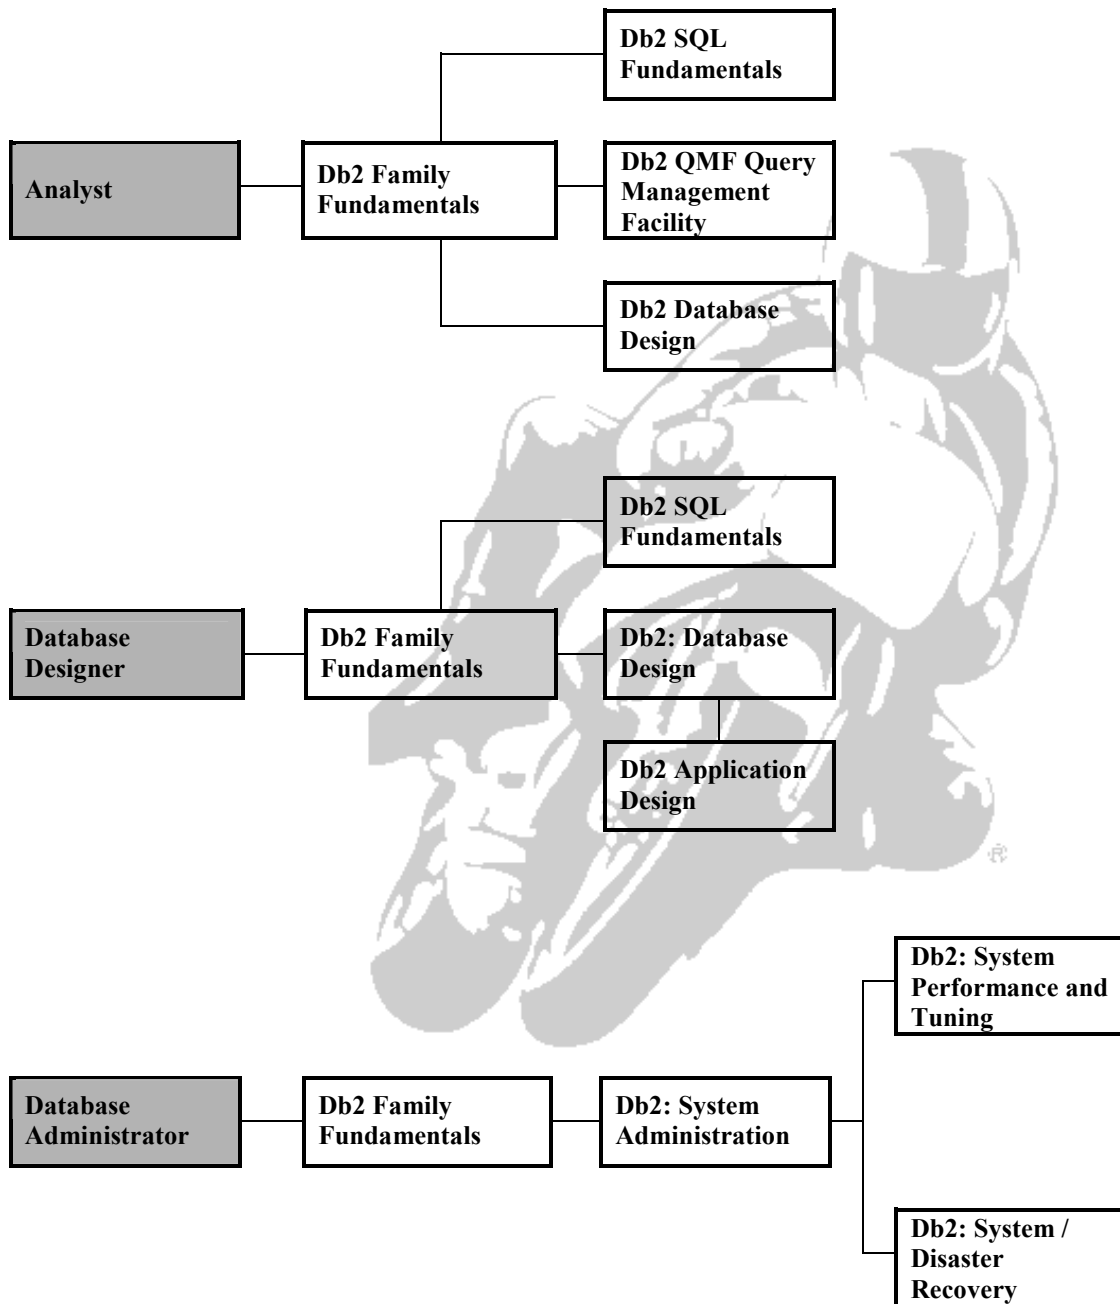 Db2 SQL
Fundamentals
Analyst
Db2 Family
Fundamentals
Db2 QMF Query
Management
Facility
Db2 Database
Design
Db2 SQL
Fundamentals
Database
Designer
Db2 Family
Fundamentals
Db2: Database
Design
Db2 Application
Design
®
Db2: System
Performance and
Tuning
Database
Administrator
Db2 Family
Fundamentals
Db2: System
Administration
Db2: System /
Disaster
Recovery